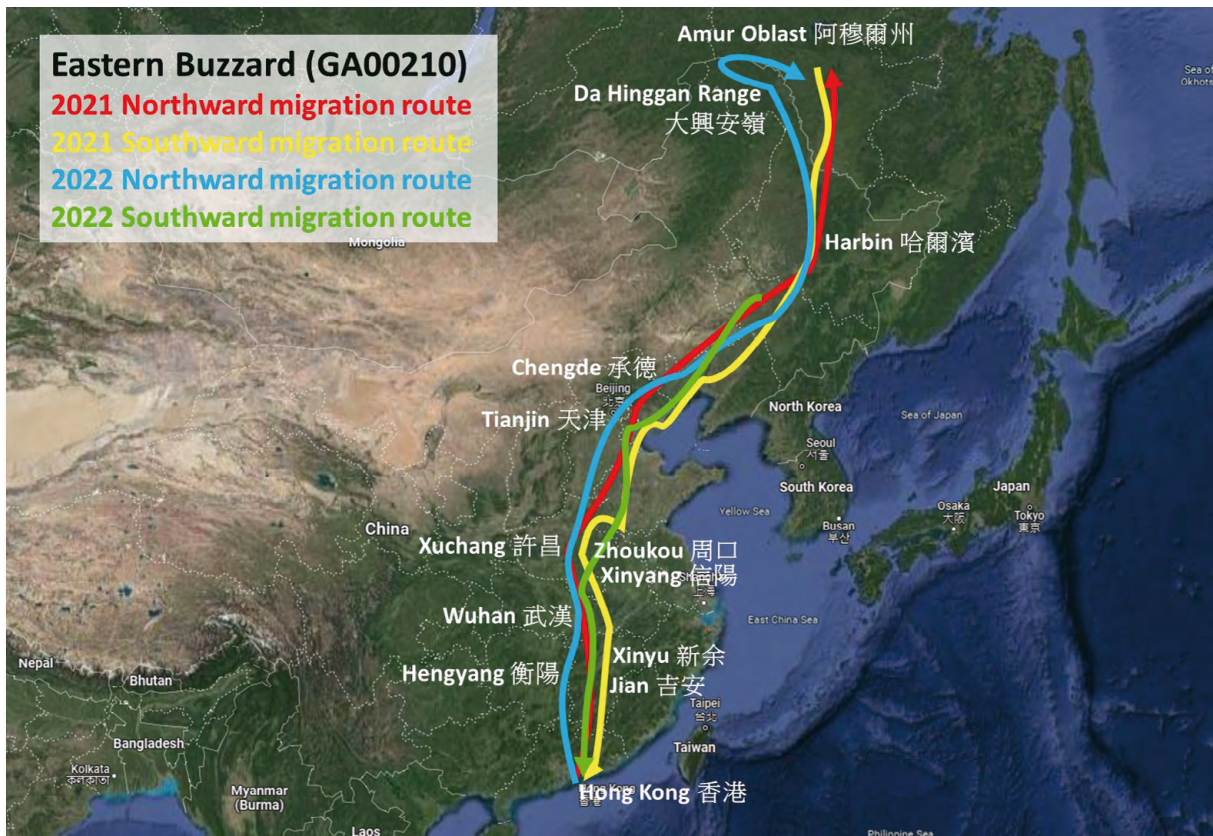 Eastern Buzzard (GA00210)
2021 Northward migration route
2021 Southward migration route
2022 Northward migration route
2022 Southward migration route
Amur Oblast 阿穆爾州
Sea of
Okhots
Da Hinggan Range
大興安嶺
Mongolia
Harbin 哈爾濱
Chengde 承德
Beijing
北京
Tianjin 天津
North Korea
Sea of Japan
Seoul
서울
South Korea
Japan
Osaka
大阪
Tokyo
東京
Yellow Sea
Busan
부산
China
Xuchang 許昌
Zhoukou 周口
Xinyang 信陽
上海
Wuhan 武漢
East China Sea
Xinyu 新余
Nepal
Hengyang 衡陽
Jian 吉安
Bhutan
Taipei
台北
Bangladesh
Taiwan
Kolkata
কলকাতা
Myanmar
(Burma)
Hong Kong 香港
Laos
Philippine Sea